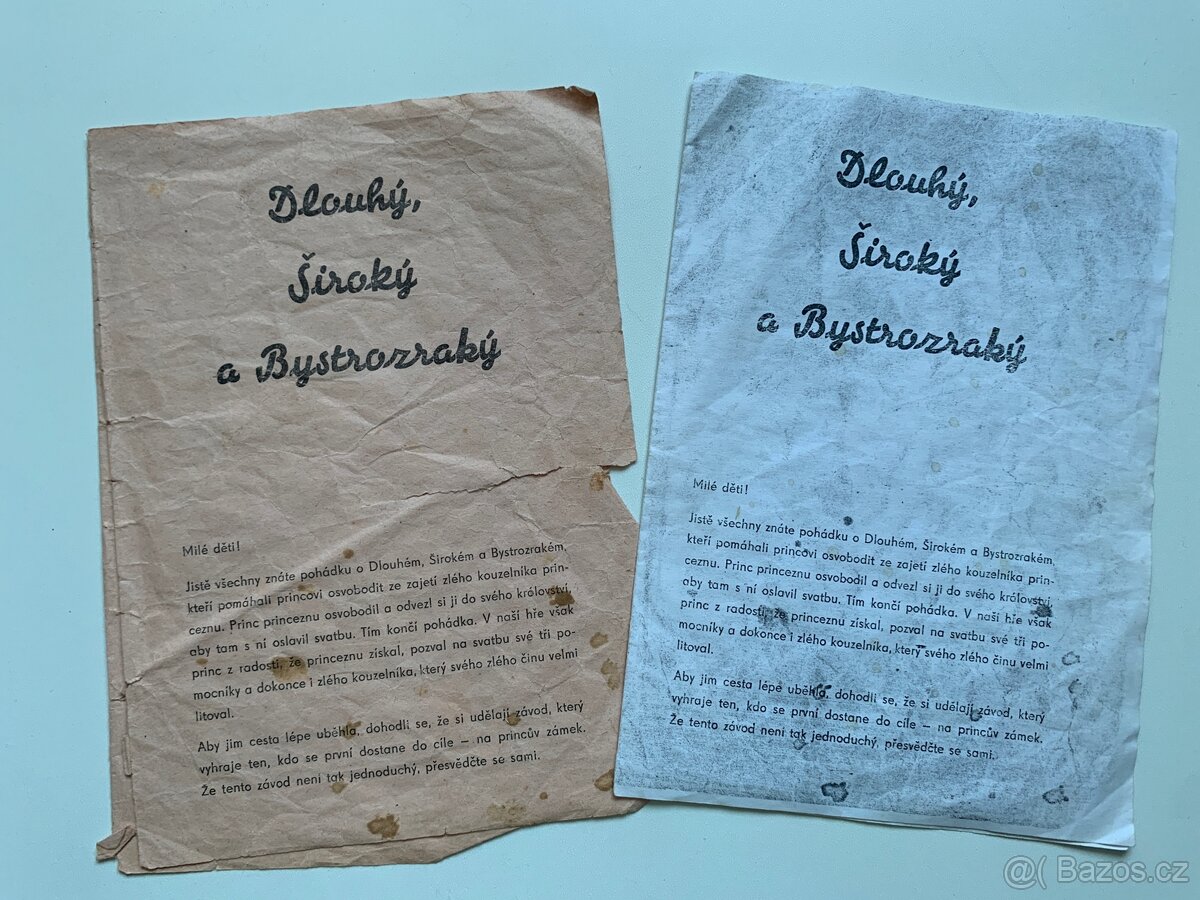 Dlouhý,
Široký
a Bystrozraký
Milé děti!
Jistě všechny znáte pohádku o Dlouhém, Širokém a Bystrozrakém,
kteří pomáhali princovi osvobodit ze zajetí zlého kouzelníka prin-
ceznu. Princ princeznu osvobodil a odvezl si ji do svého království,
aby tam s ní oslavil svatbu. Tím končí pohádka. V naší hře však
princ z radosti, že princeznu získal, pozval na svatbu své tři po-
mocníky a dokonce i zlého kouzelníka, který svého zlého činu velmi
litoval.
Aby jim cesta lépe uběhla, dohodli se, že si udělají závod, který
vyhraje ten, kdo se první dostane do cíle – na princův zámek.
Že tento závod není tak jednoduchý, přesvědčte se sami.
Dlouhý,
Široký
a Bystrozraký
Milé děti!
Jistě všechny znáte pohádku o Dlouhém, Širokém a Bystrozrakém,
kteří pomáhali princovi osvobodit ze zajetí zlého kouzelníka prin-
ceznu. Princ princeznu osvobodil a odvezl si ji do svého království,
aby tam s ní oslavil svatbu. Tím končí pohádka. V naší hře však
princ z radosti, že princeznu získal, pozval na svatbu své tři po-
mocníky a dokonce i zlého kouzelníka, který svého zlého činu velmi
litoval.
Aby jim cesta lépe uběhla, dohodli se, že si udělají závod, který
vyhraje ten, kdo se první dostane do cíle – na princův zámek.
Že tento závod není tak jednoduchý, přesvědčte se sami.
@( Bazos.cz